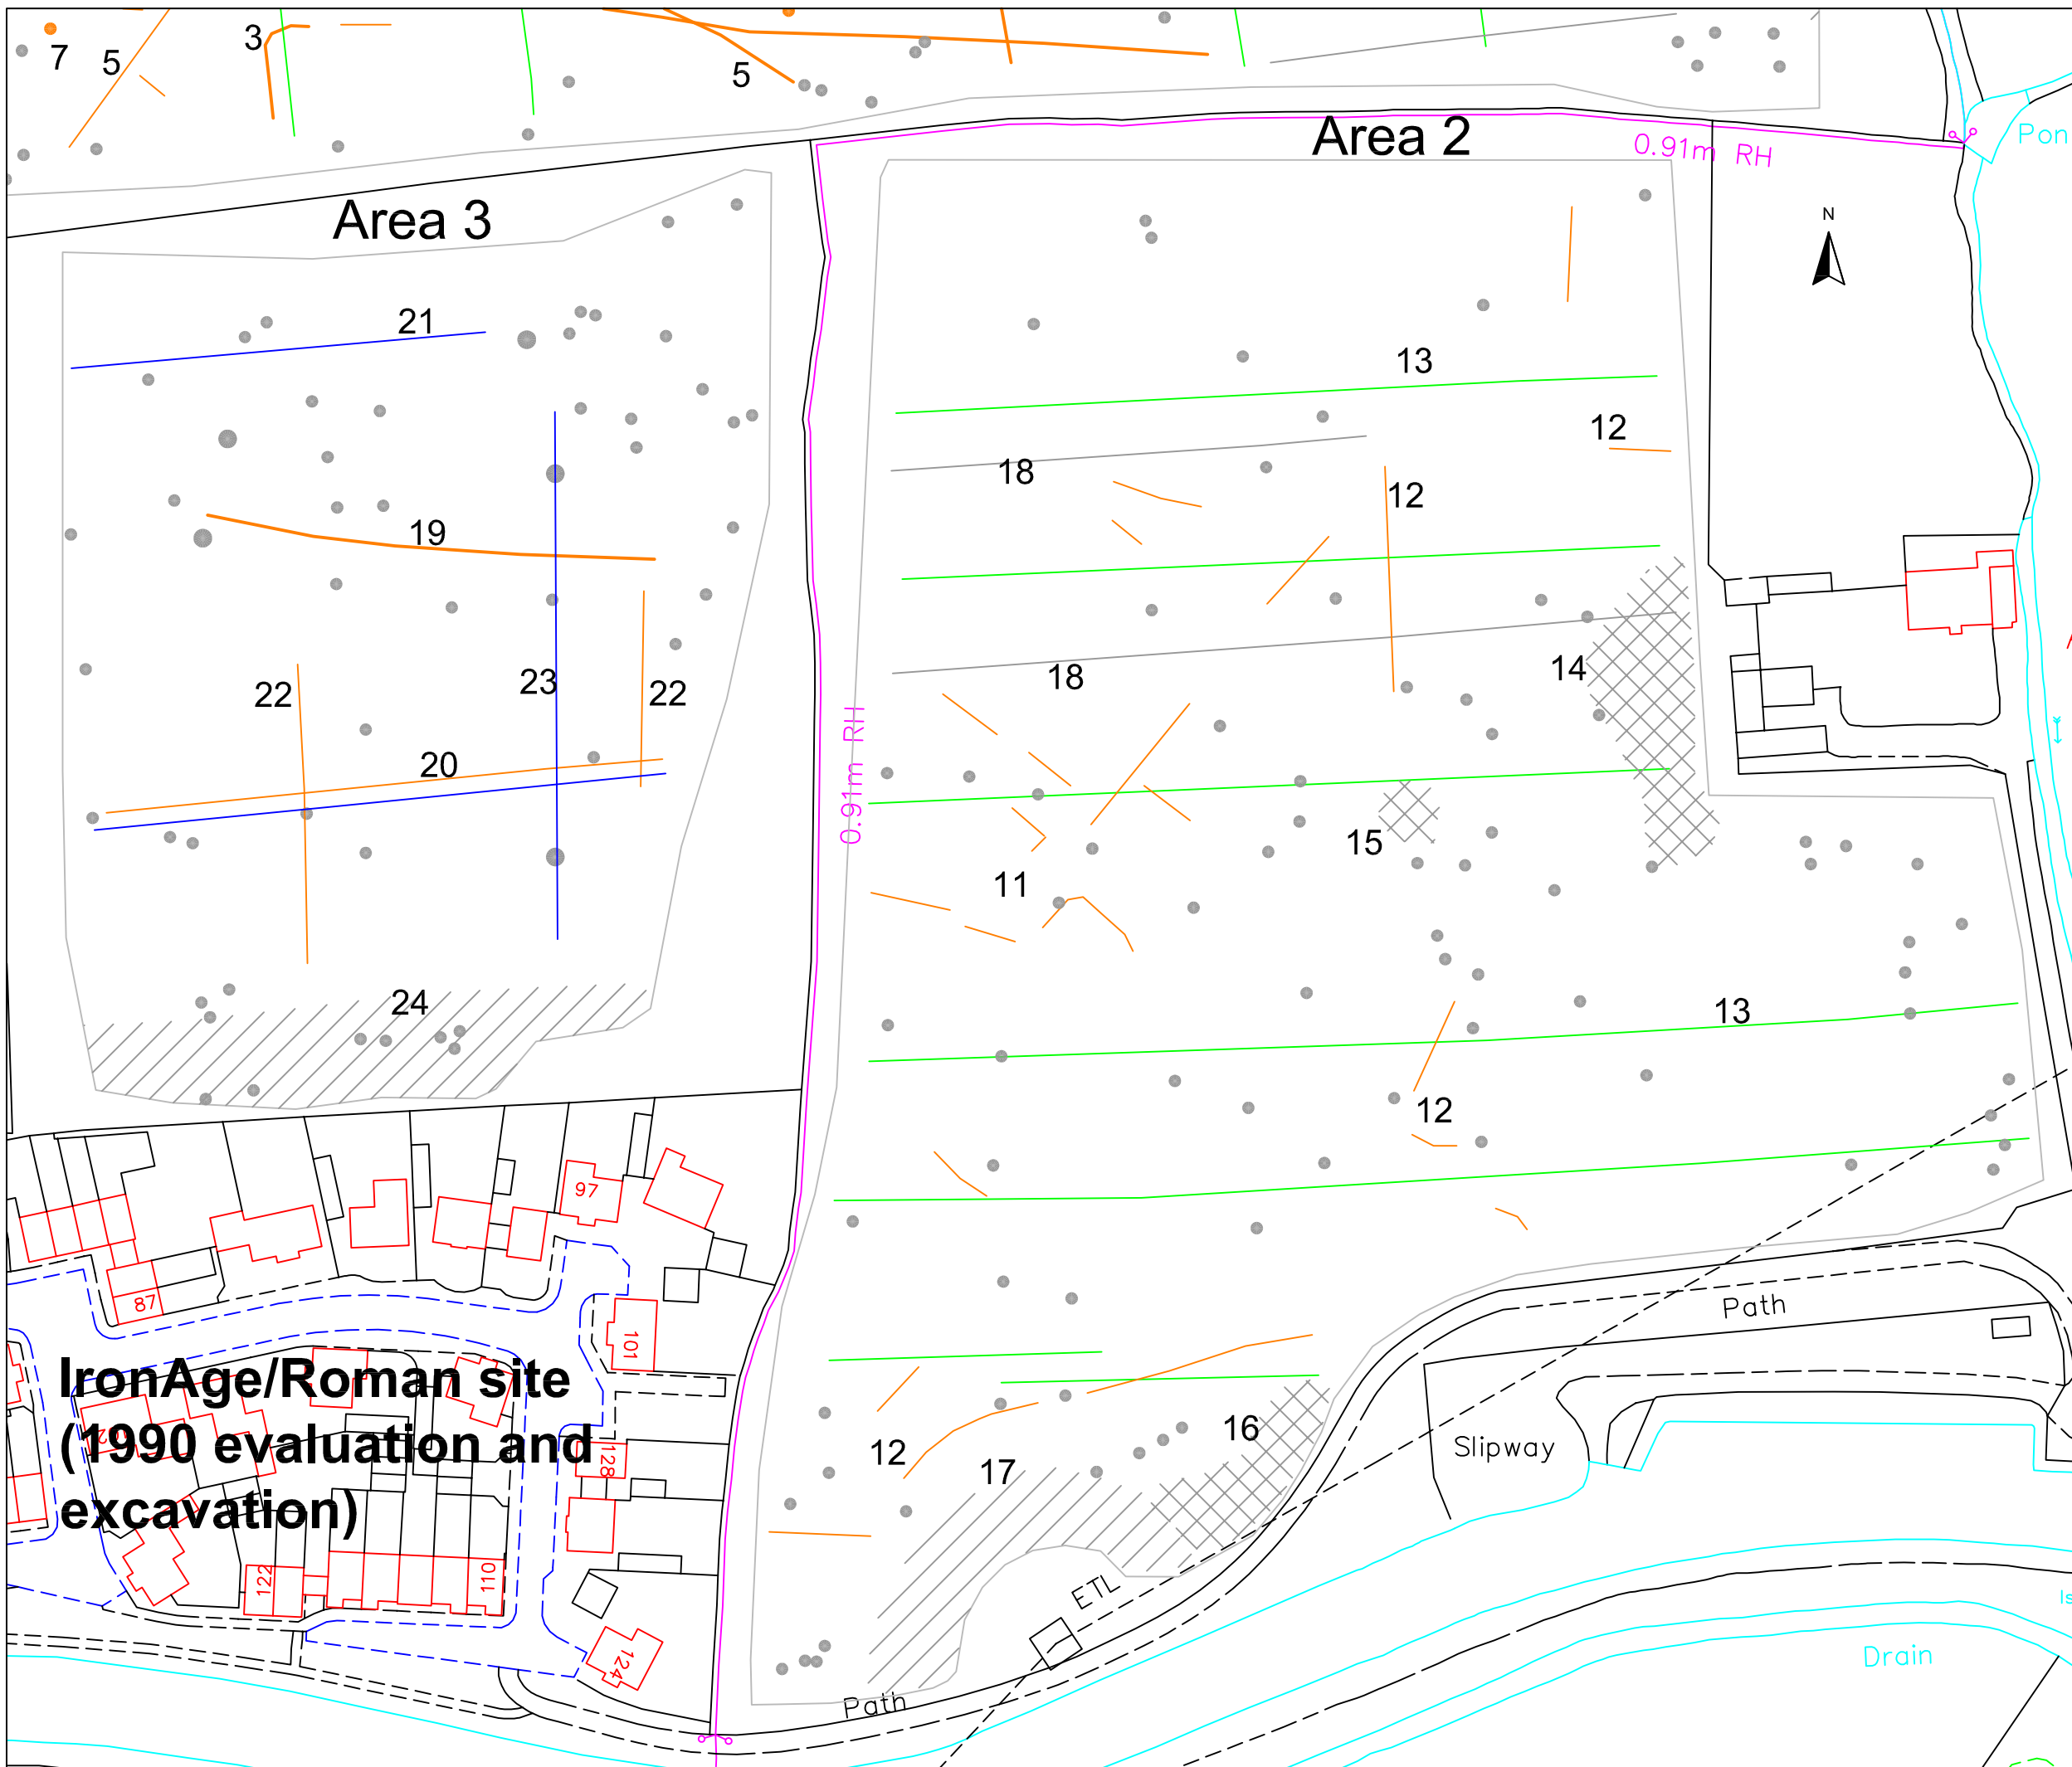 7
5
3
5
Area 2
0.91m RH
Pon
Area 3
N
21
13
12
18
12
19
14
18
22
23
22
20
0.91m RH
15
11
24
13
12
97
87
Path
101
IronAge/Roman site
(1990 evaluation and
excavation)
16
12
17
Slipway
128
122
110
ETL
124
Is
Drain
Path